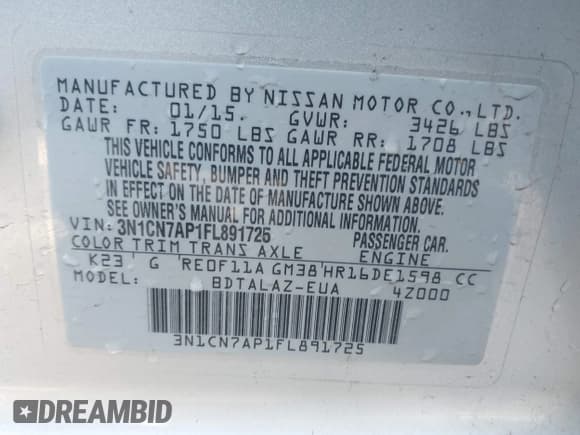 MANUFACTURED BY NISSAN MOTOR CO., LTD.
DATE: 01/15. GVWR: 3426 LBS
GAWR FR: 1750 LBS GAWR RR: 1708 LBS
THIS VEHICLE CONFORMS TO ALL APPLICABLE FEDERAL MOTOR
VEHICLE SAFETY, BUMPER AND THEFT PREVENTION STANDARDS
IN EFFECT ON THE DATE OF MANUFACTURE SHOWN ABOVE.
SEE OWNER'S MANUAL FOR ADDITIONAL INFORMATION.
VIN: 3N1CN7AP1FL891725 PASSENGER CAR.
COLOR TRIM TRANS AXLE ENGINE
K23 G RE0F11A GM38 HR16DE1598 CC
MODEL: BDTALAZ-EUA 4Z000
3N1CN7AP1FL891725
DREAMBID